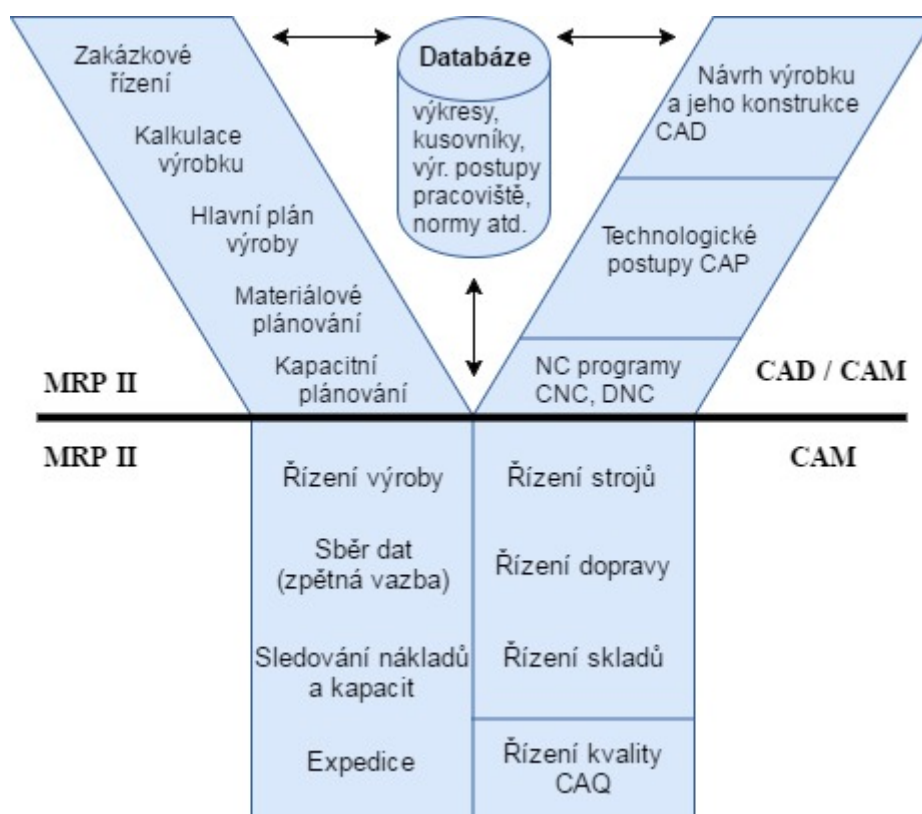 Zakázkové
řízení
Kalkulace
výrobku
Hlavní plán
výroby
Materiálové
plánování
Kapacitní
plánování
MRP II
Databáze
výkresy,
kusovníky,
výr. postupy
pracoviště,
normy atd.
Návrh výrobku
a jeho konstrukce
CAD
Technologické
postupy CAP
NC programy
CNC, DNC
CAD / CAM
MRP II
Řízení výroby
Sběr dat
(zpětná vazba)
Sledování nákladů
a kapacit
Expedice
Řízení strojů
Řízení dopravy
Řízení skladů
Řízení kvality
CAQ
CAM